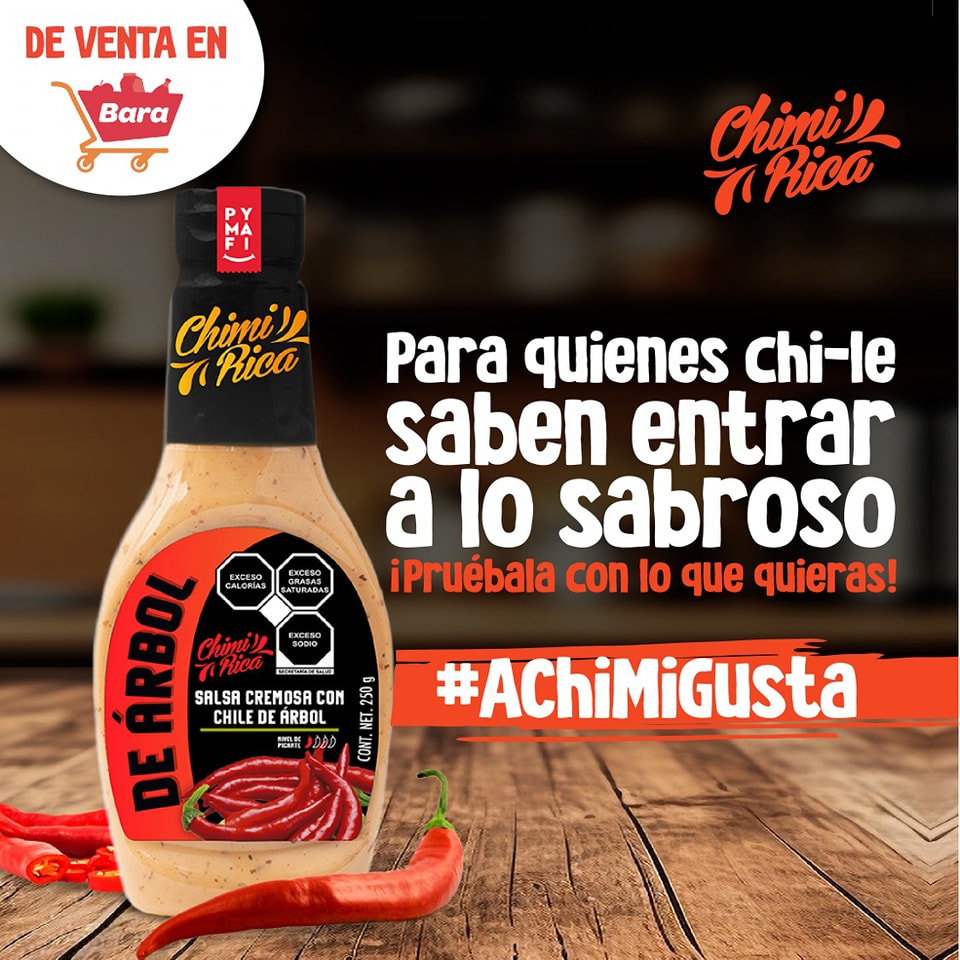 DE VENTA EN
Bara
Chimi
Rica
PY
MA
FI
Chimi
Rica
Para quienes chi-le
saben entrar
a lo sabroso
¡Pruébala con lo que quieras!
#AChiMiGusta
DE ÁRBOL
EXCESO
CALORÍAS
EXCESO
GRASAS
SATURADAS
EXCESO
SODIO
SECRETARÍA DE SALUD
Chimi
Rica
SALSA CREMOSA CON
CHILE DE ÁRBOL
NIVEL DE
PICANTE
CONT. NET. 250 g